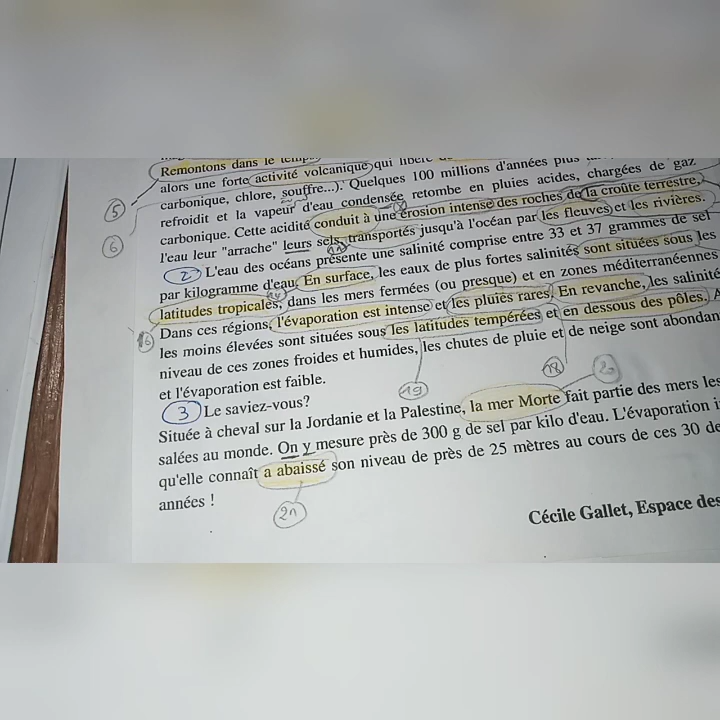 Remontons dans le temps
alors une forte activité volcanique qui libère
carbonique, chlore, souffre...). Quelques 100 millions d'années plus
refroidit et la vapeur d'eau condensée retombe en pluies acides, chargées de gaz
carbonique. Cette acidité conduit à une érosion intense des roches de la croûte terrestre,
l'eau leur "arrache" leurs sels, transportés jusqu'à l'océan par les fleuves et les rivières.
2 L'eau des océans présente une salinité comprise entre 33 et 37 grammes de sel
par kilogramme d'eau. En surface, les eaux de plus fortes salinités sont situées sous les
latitudes tropicales, dans les mers fermées (ou presque) et en zones méditerranéennes
Dans ces régions, l'évaporation est intense et les pluies rares. En revanche, les salinité
les moins élevées sont situées sous les latitudes tempérées et en dessous des pôles. A
niveau de ces zones froides et humides, les chutes de pluie et de neige sont abondan
et l'évaporation est faible.
3 Le saviez-vous?
Située à cheval sur la Jordanie et la Palestine, la mer Morte fait partie des mers les
salées au monde. On y mesure près de 300 g de sel par kilo d'eau. L'évaporation i
qu'elle connaît a abaissé son niveau de près de 25 mètres au cours de ces 30 de
années !
Cécile Gallet, Espace des
5
6
16
19
18
20
21